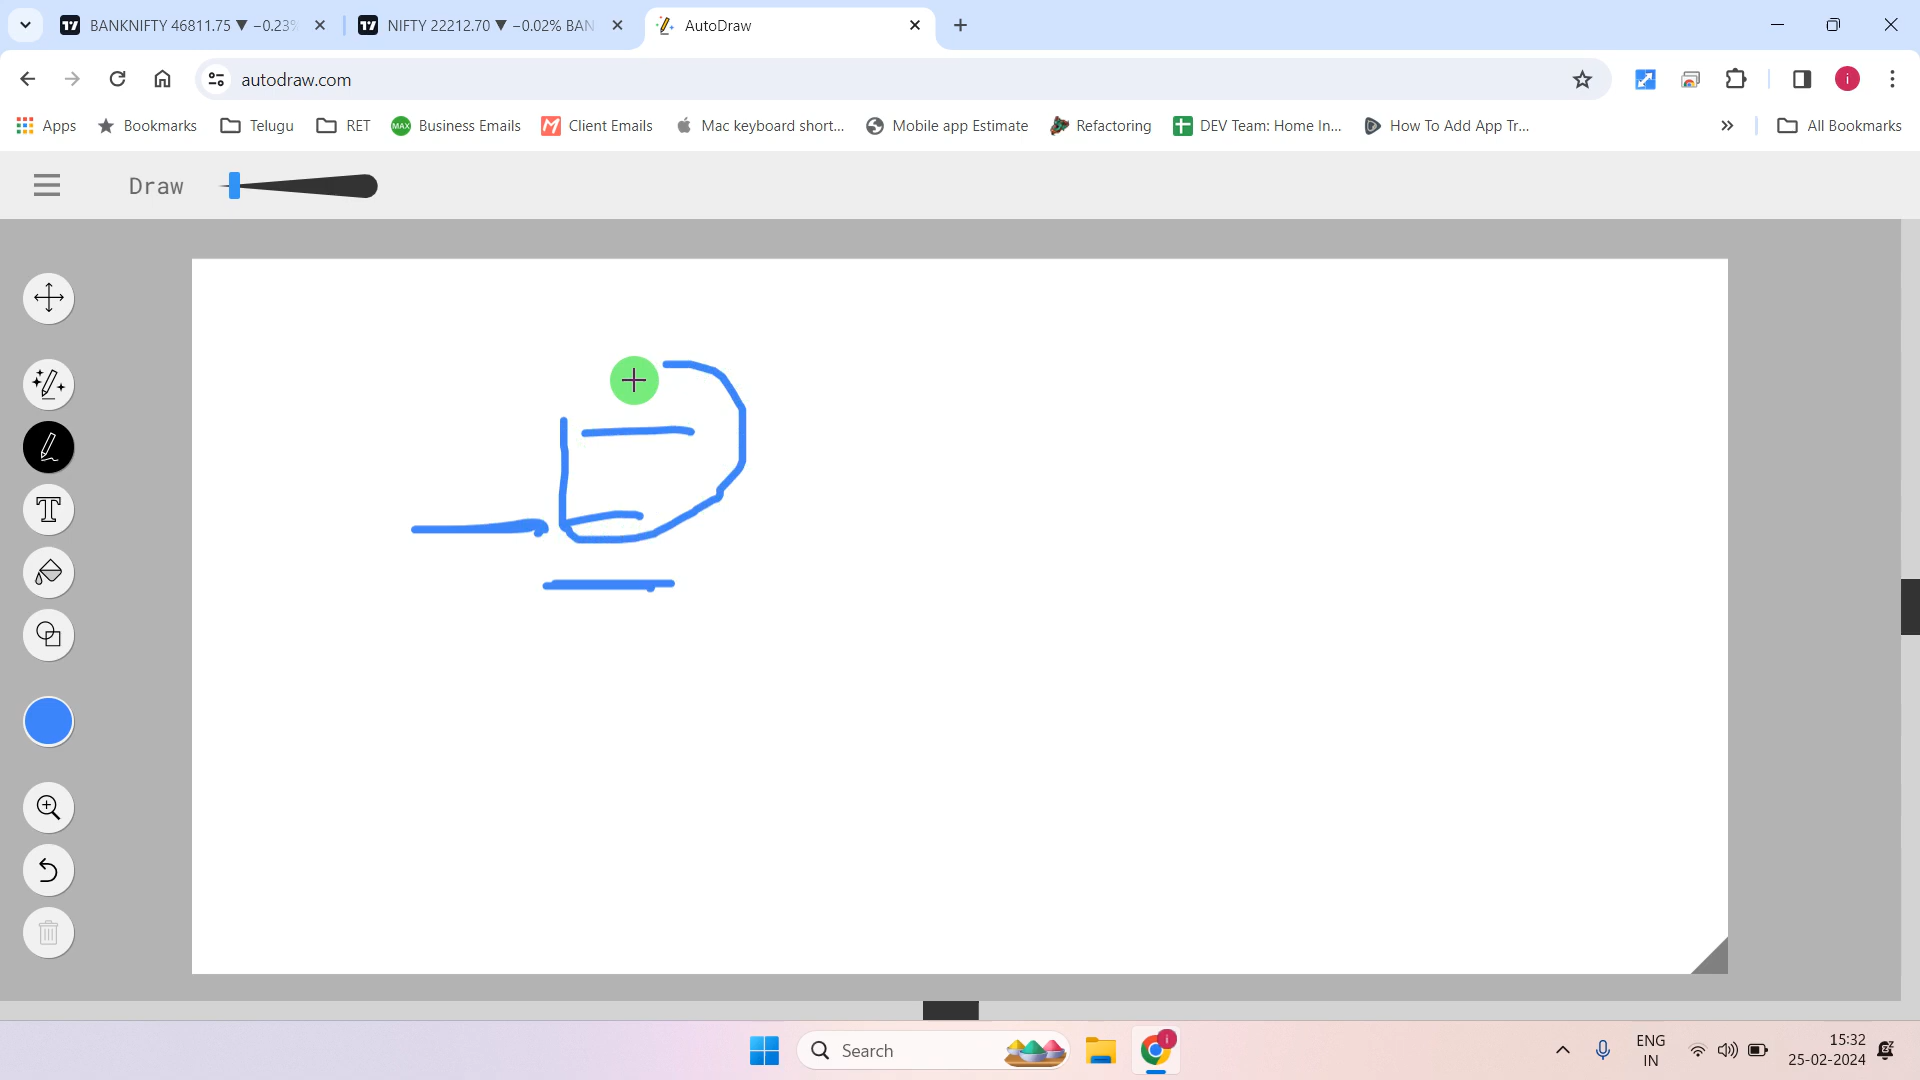 BANKNIFTY 46811.75 ▼ −0.23%
NIFTY 22212.70 ▼ −0.02% BAN
AutoDraw
autodraw.com
Apps
Bookmarks
Telugu
RET
MAX
Business Emails
Client Emails
Mac keyboard short...
Mobile app Estimate
Refactoring
DEV Team: Home In...
How To Add App Tr...
All Bookmarks
i
Draw
T
Search
i
ENG
IN
15:32
25-02-2024